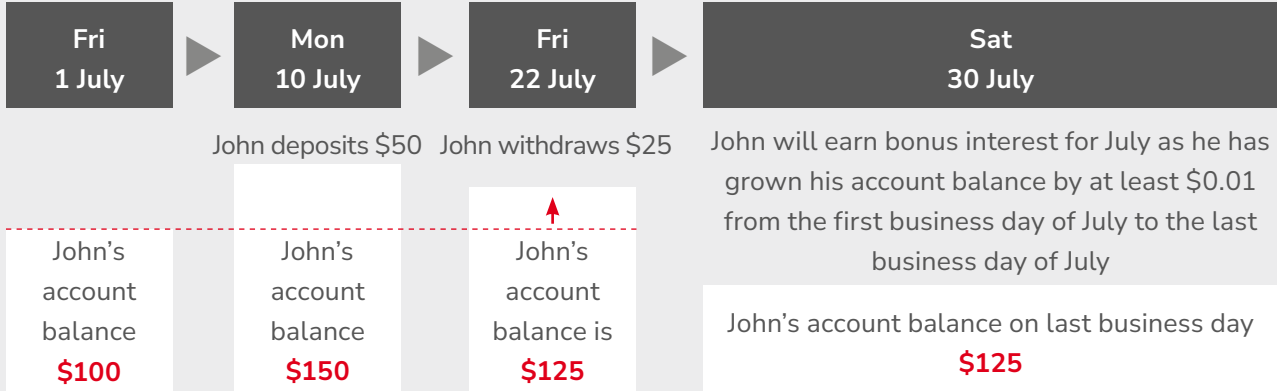 Fri
1 July
Mon
10 July
Fri
22 July
Sat
30 July
John deposits $50
John withdraws $25
John will earn bonus interest for July as he has
grown his account balance by at least $0.01
from the first business day of July to the last
business day of July
John’s
account
balance
$100
John’s
account
balance
$150
John’s
account
balance is
$125
John’s account balance on last business day
$125